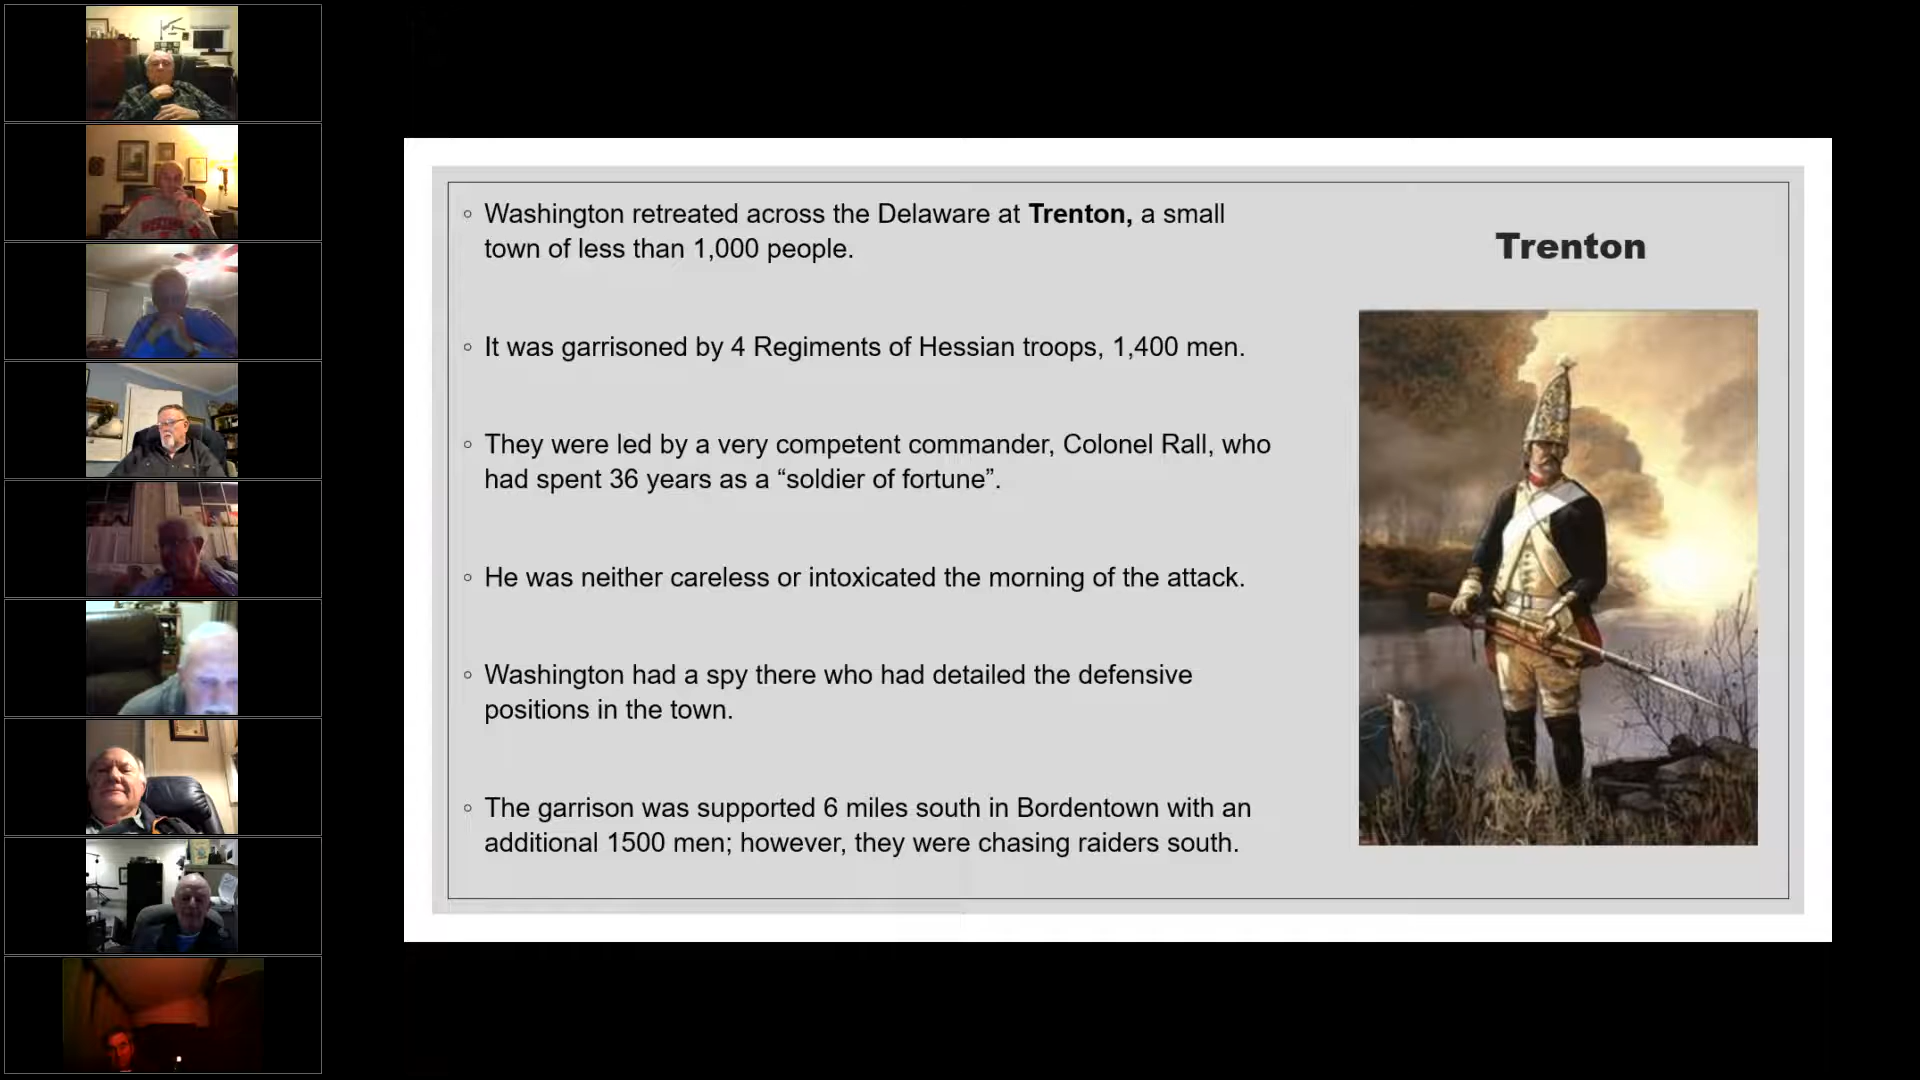 Washington retreated across the Delaware at Trenton, a small
town of less than 1,000 people.
Trenton
It was garrisoned by 4 Regiments of Hessian troops, 1,400 men.
They were led by a very competent commander, Colonel Rall, who
had spent 36 years as a “soldier of fortune”.
He was neither careless or intoxicated the morning of the attack.
Washington had a spy there who had detailed the defensive
positions in the town.
The garrison was supported 6 miles south in Bordentown with an
additional 1500 men; however, they were chasing raiders south.